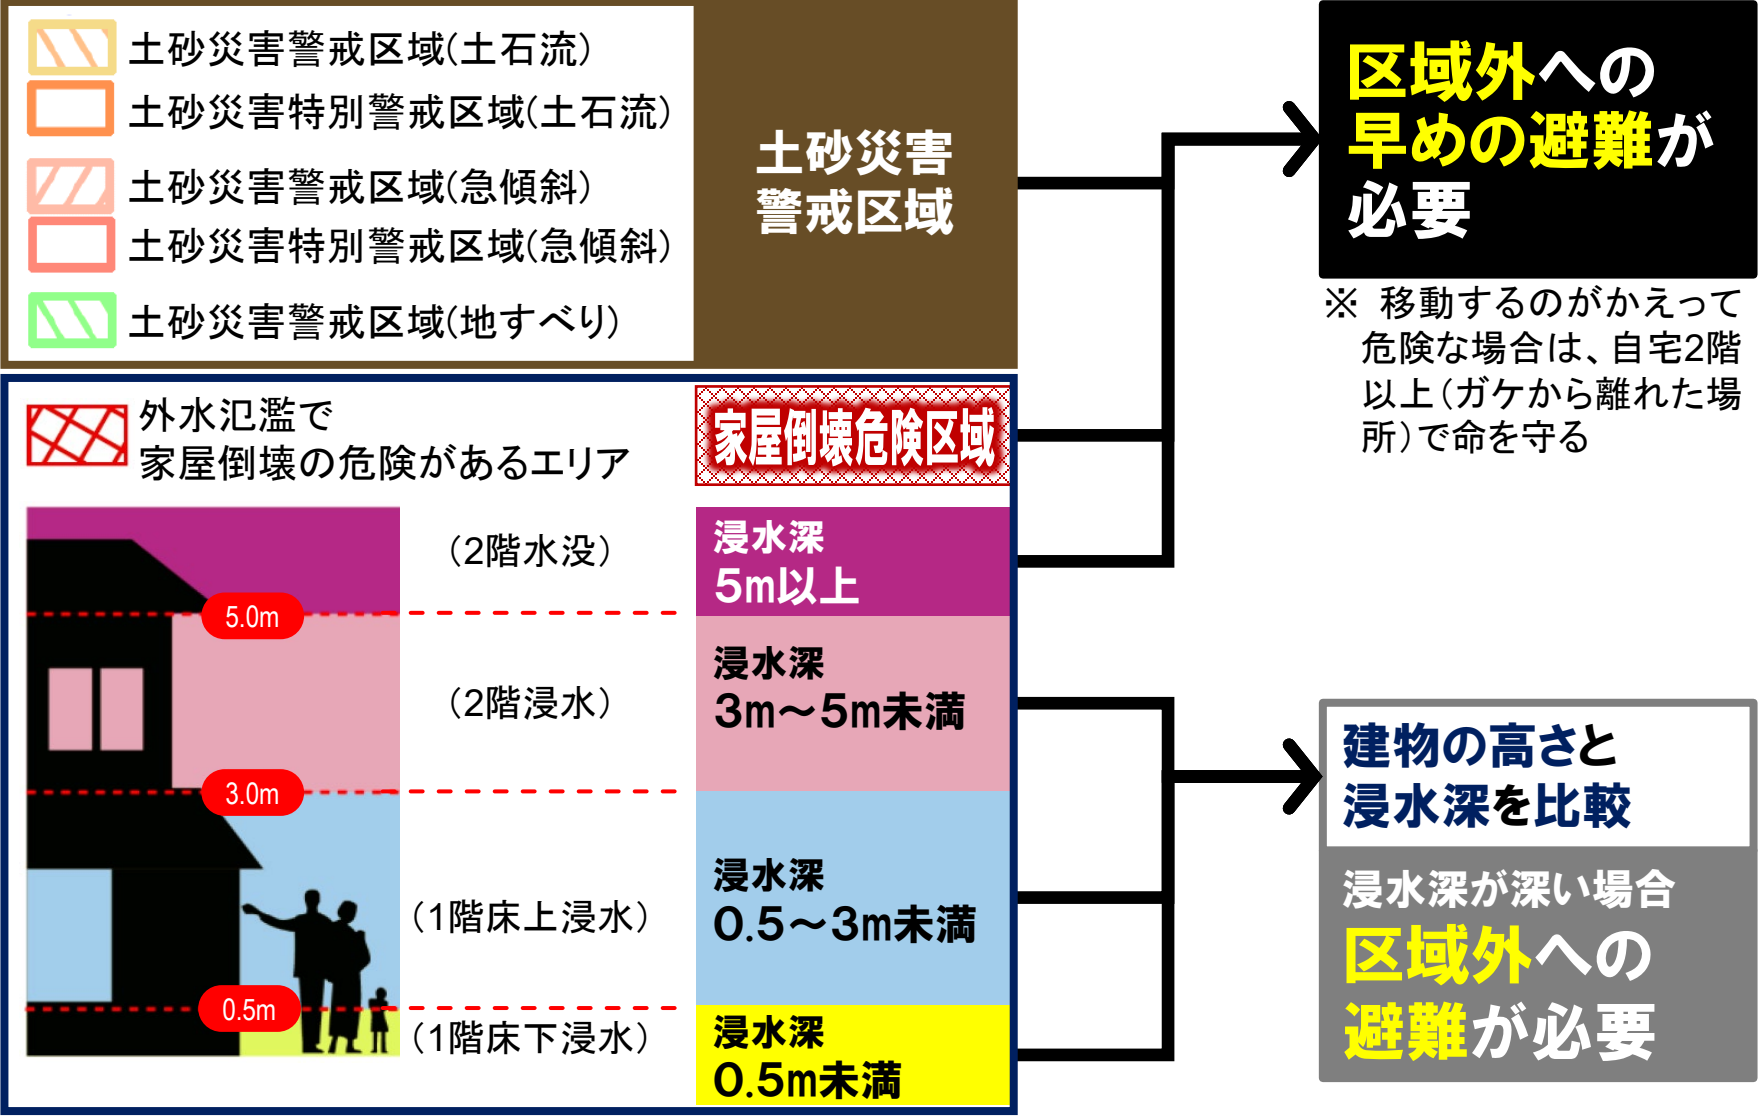 土砂災害警戒区域(土石流)
土砂災害特別警戒区域(土石流)
土砂災害警戒区域(急傾斜)
土砂災害特別警戒区域(急傾斜)
土砂災害警戒区域(地すべり)
土砂災害
警戒区域
区域外への
早めの避難が
必要
※ 移動するのがかえって
危険な場合は、自宅2階
以上（ガケから離れた場
所）で命を守る
外水氾濫で
家屋倒壊の危険があるエリア
家屋倒壊危険区域
（2階水没）
浸水深
5m以上
5.0m
（2階浸水）
浸水深
3m～5m未満
3.0m
（1階床上浸水）
浸水深
0.5～3m未満
0.5m
（1階床下浸水）
浸水深
0.5m未満
建物の高さと
浸水深を比較
浸水深が深い場合
区域外への
避難が必要